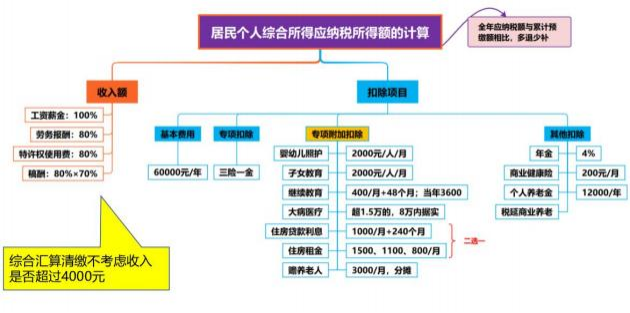 居民个人综合所得应纳税所得额的计算
全年应纳税额与累计预
缴额相比，多退少补
收入额
工资薪金：100%
劳务报酬：80%
特许权使用费：80%
稿酬：80%×70%
综合汇算清缴不考虑收入
是否超过4000元
扣除项目
基本费用
60000元/年
专项扣除
三险一金
专项附加扣除
婴幼儿照护
2000元/人/月
子女教育
2000元/人/月
继续教育
400/月+48个月；当年3600
大病医疗
超1.5万的，8万内据实
住房贷款利息
1000/月+240个月
住房租金
1500、1100、800/月
二选一
赡养老人
3000/月，分摊
其他扣除
年金
4%
商业健康险
200元/月
个人养老金
12000/年
税延商业养老